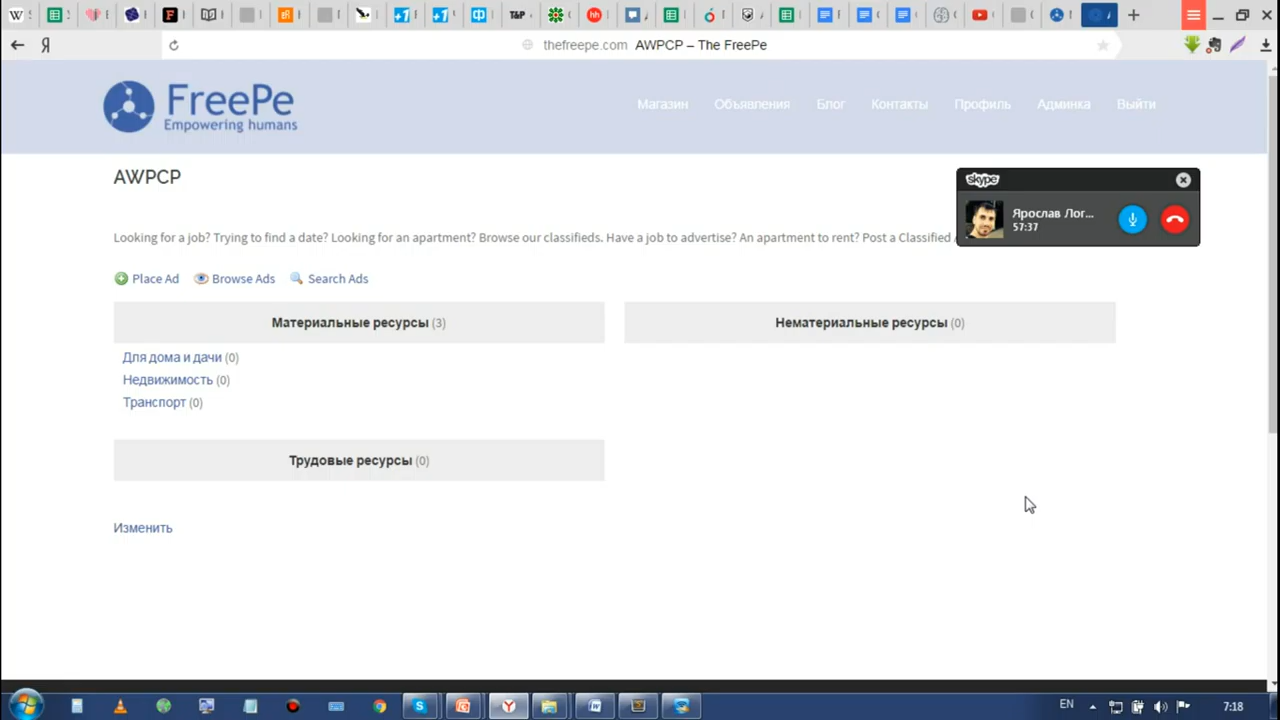 thefreepe.com AWPCP – The FreePe
FreePe
Empowering humans
Магазин Объявления Блог Контакты Профиль Админка Выйти
AWPCP
skype
Ярослав Лог...
57:37
Looking for a job? Trying to find a date? Looking for an apartment? Browse our classifieds. Have a job to advertise? An apartment to rent? Post a Classified
Place Ad Browse Ads Search Ads
Материальные ресурсы (3) Нематериальные ресурсы (0)
Для дома и дачи (0)
Недвижимость (0)
Транспорт (0)
Трудовые ресурсы (0)
Изменить
EN 7:18